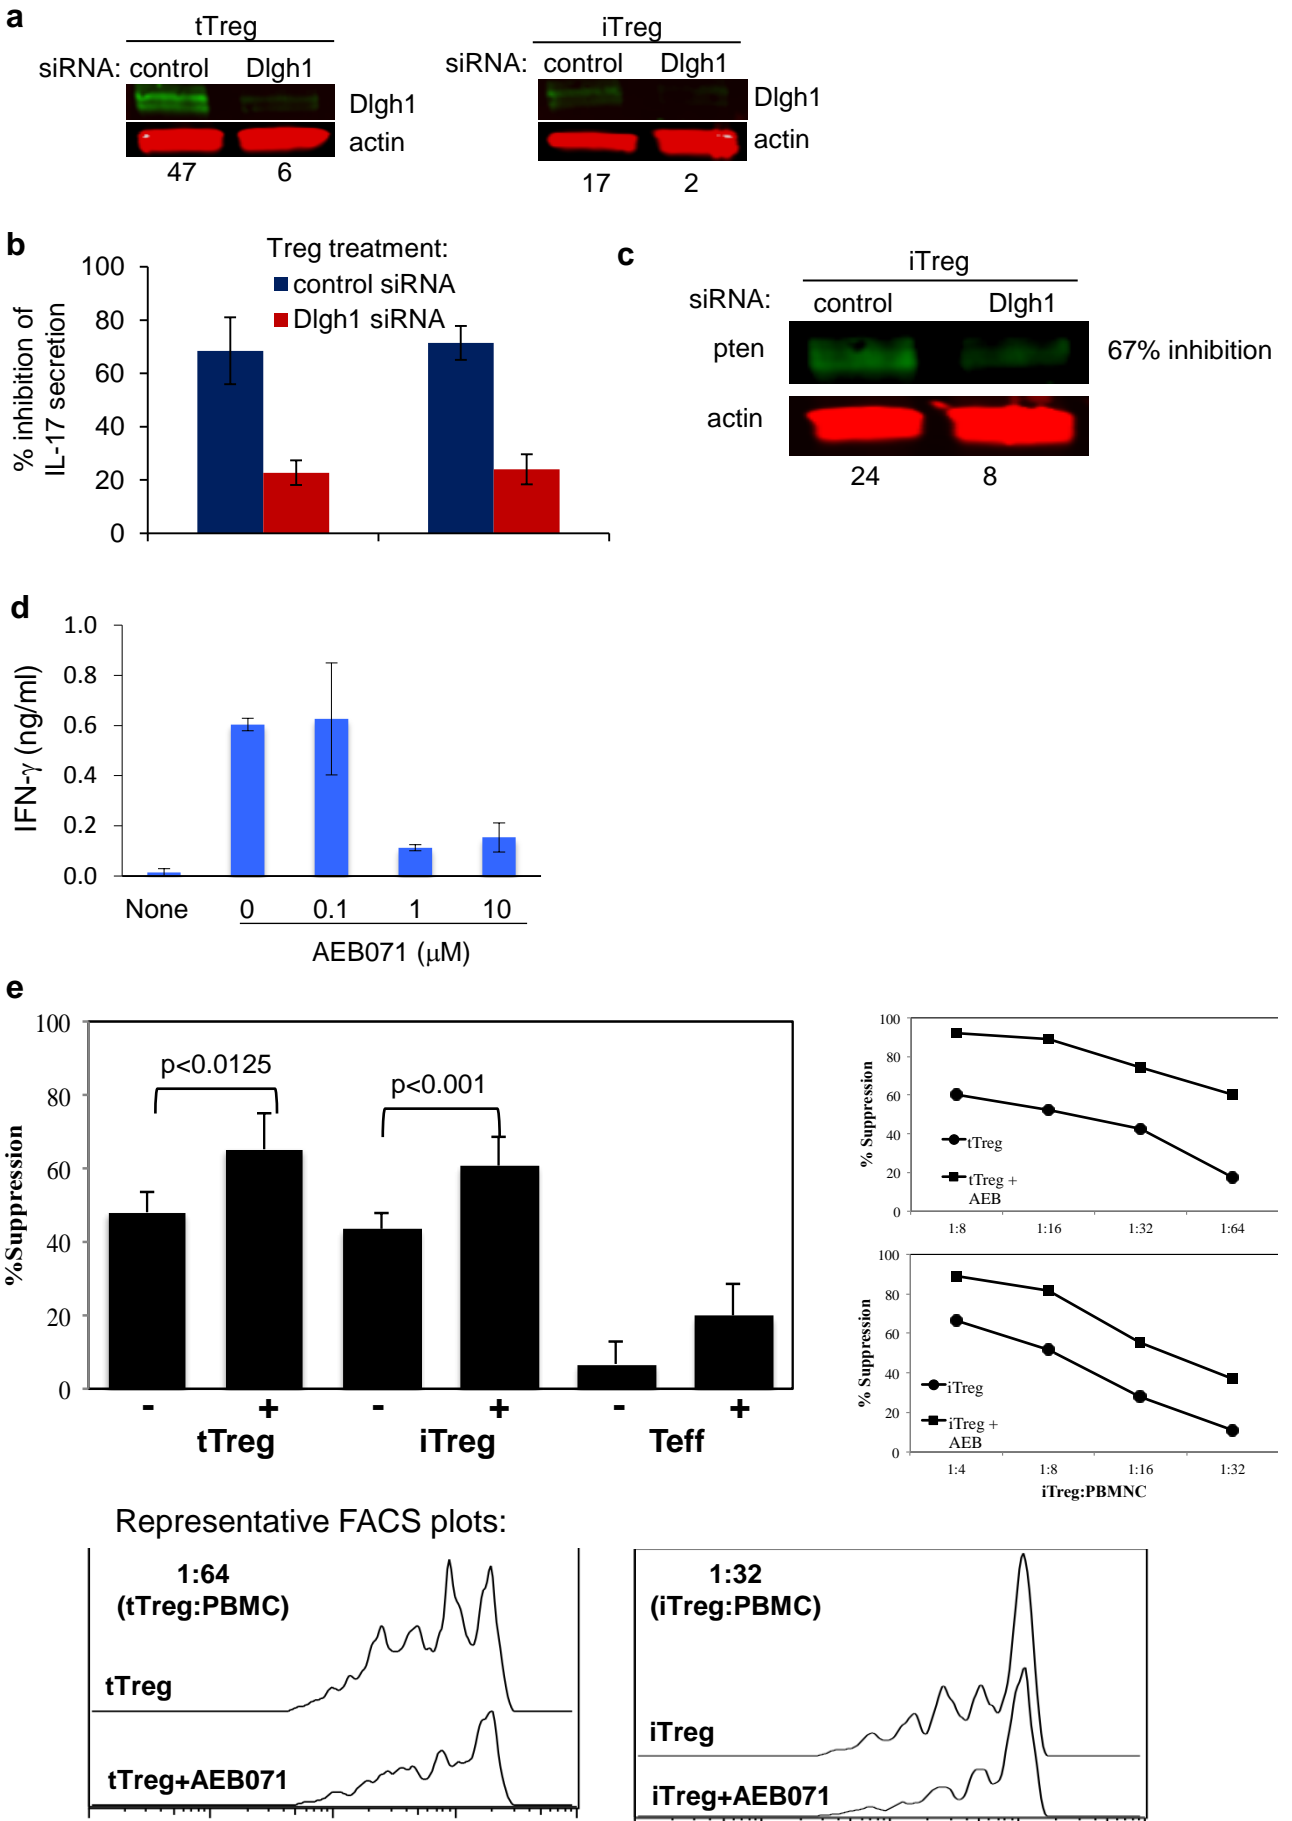 a
tTreg
siRNA: control Dlgh1
Dlgh1
actin
47 6
iTreg
siRNA: control Dlgh1
Dlgh1
actin
17 2
b
Treg treatment:
control siRNA
Dlgh1 siRNA
% inhibition of
IL-17 secretion
100
80
60
40
20
0
c
iTreg
siRNA: control Dlgh1
pten
67% inhibition
actin
24 8
d
IFN-γ (ng/ml)
1.0
0.8
0.6
0.4
0.2
0.0
None 0 0.1 1 10
AEB071 (μM)
e
%Suppression
100
80
60
40
20
0
p<0.0125
p<0.001
- + - + - +
tTreg iTreg Teff
% Suppression
100
80
60
40
20
0
tTreg
tTreg +
AEB
1:8 1:16 1:32 1:64
% Suppression
100
80
60
40
20
0
iTreg
iTreg +
AEB
1:4 1:8 1:16 1:32
iTreg:PBMNC
Representative FACS plots:
1:64
(tTreg:PBMC)
tTreg
tTreg+AEB071
1:32
(iTreg:PBMC)
iTreg
iTreg+AEB071